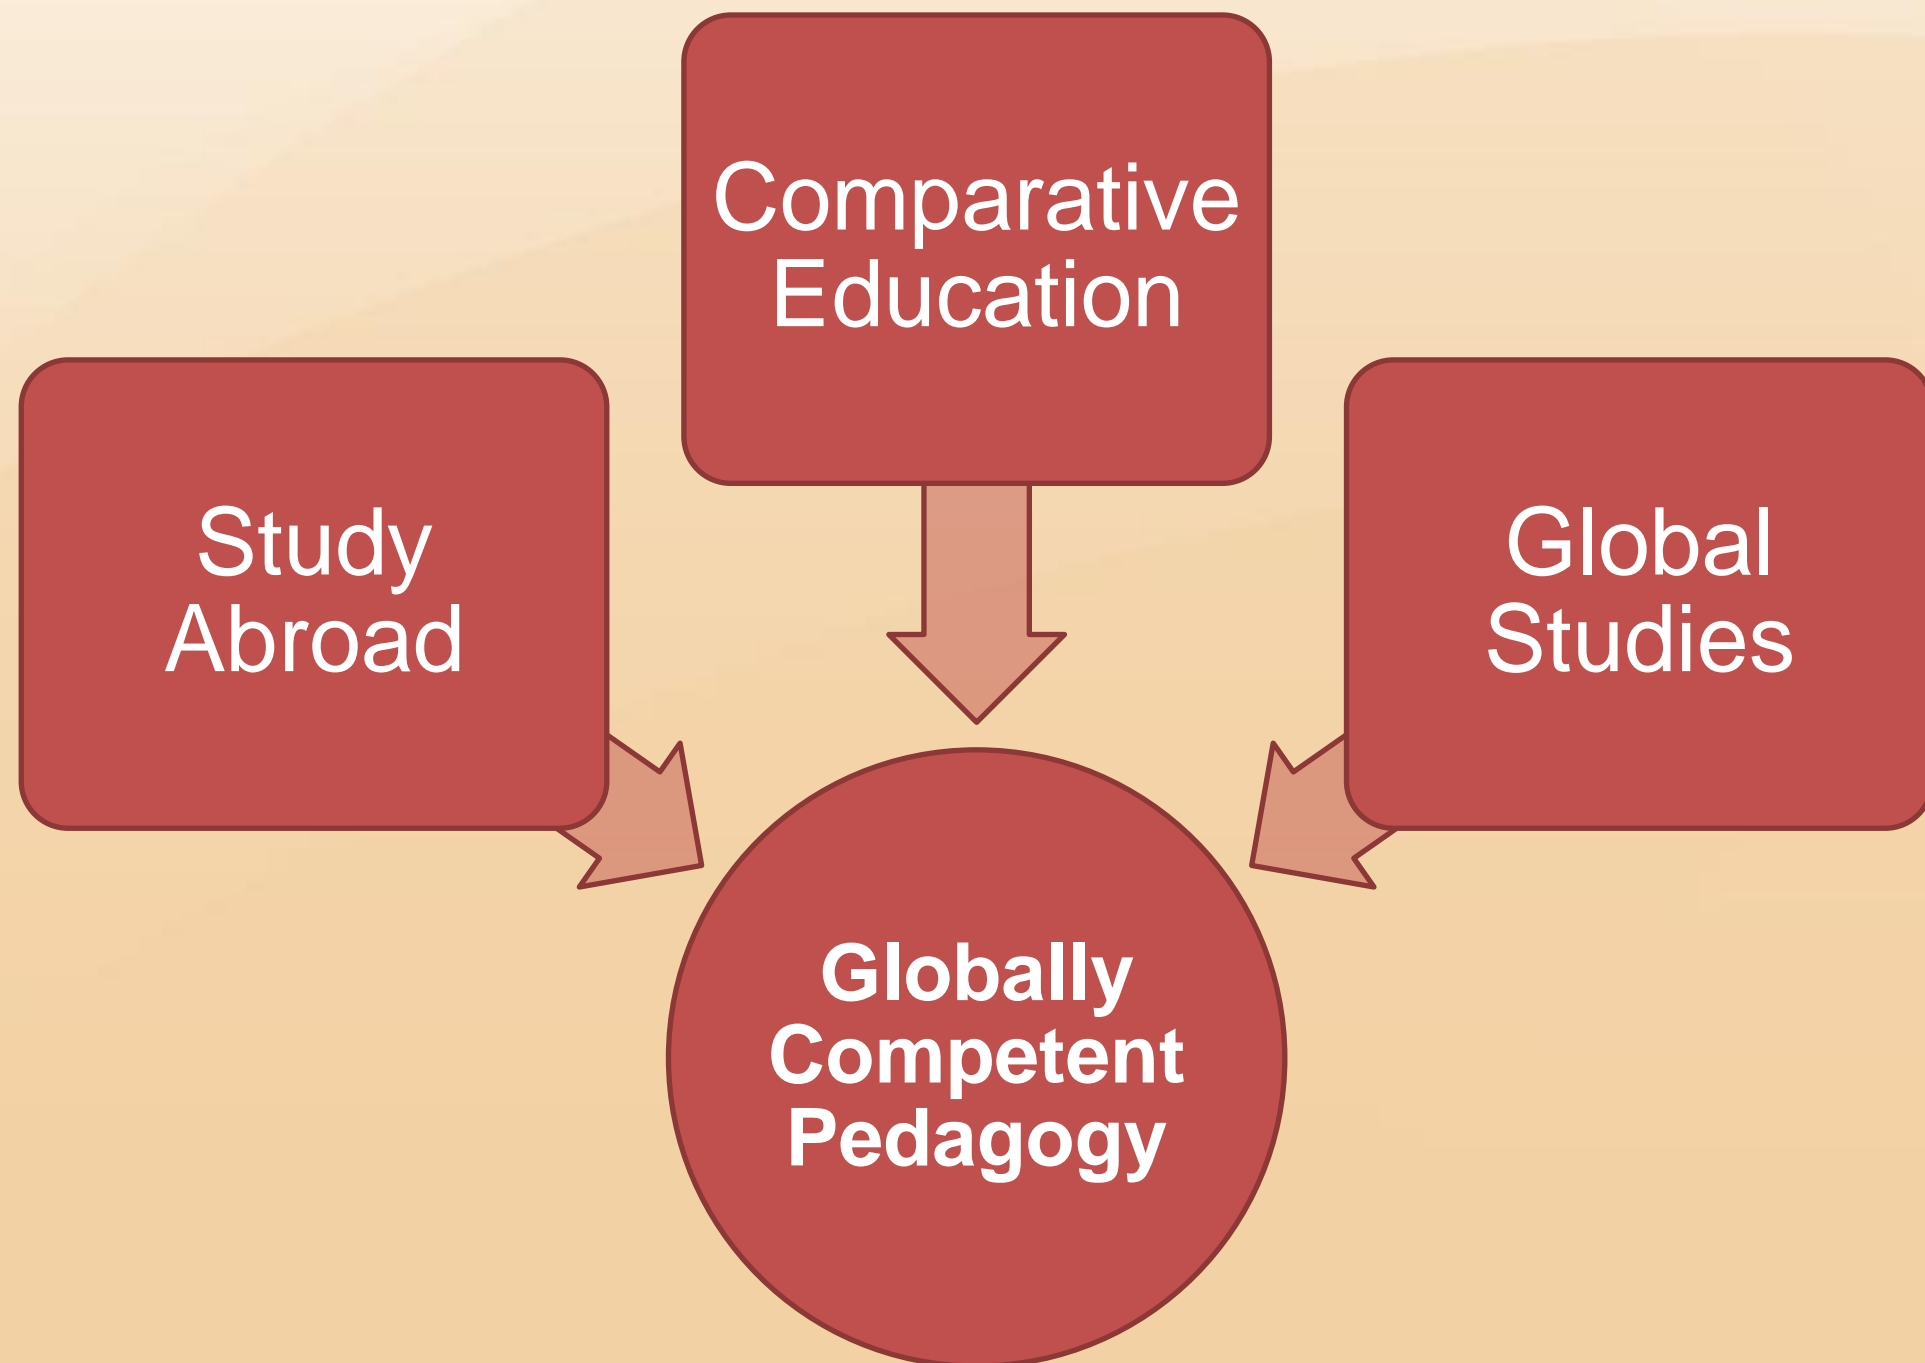 Comparative
Education
Study
Abroad
Global
Studies
Globally
Competent
Pedagogy